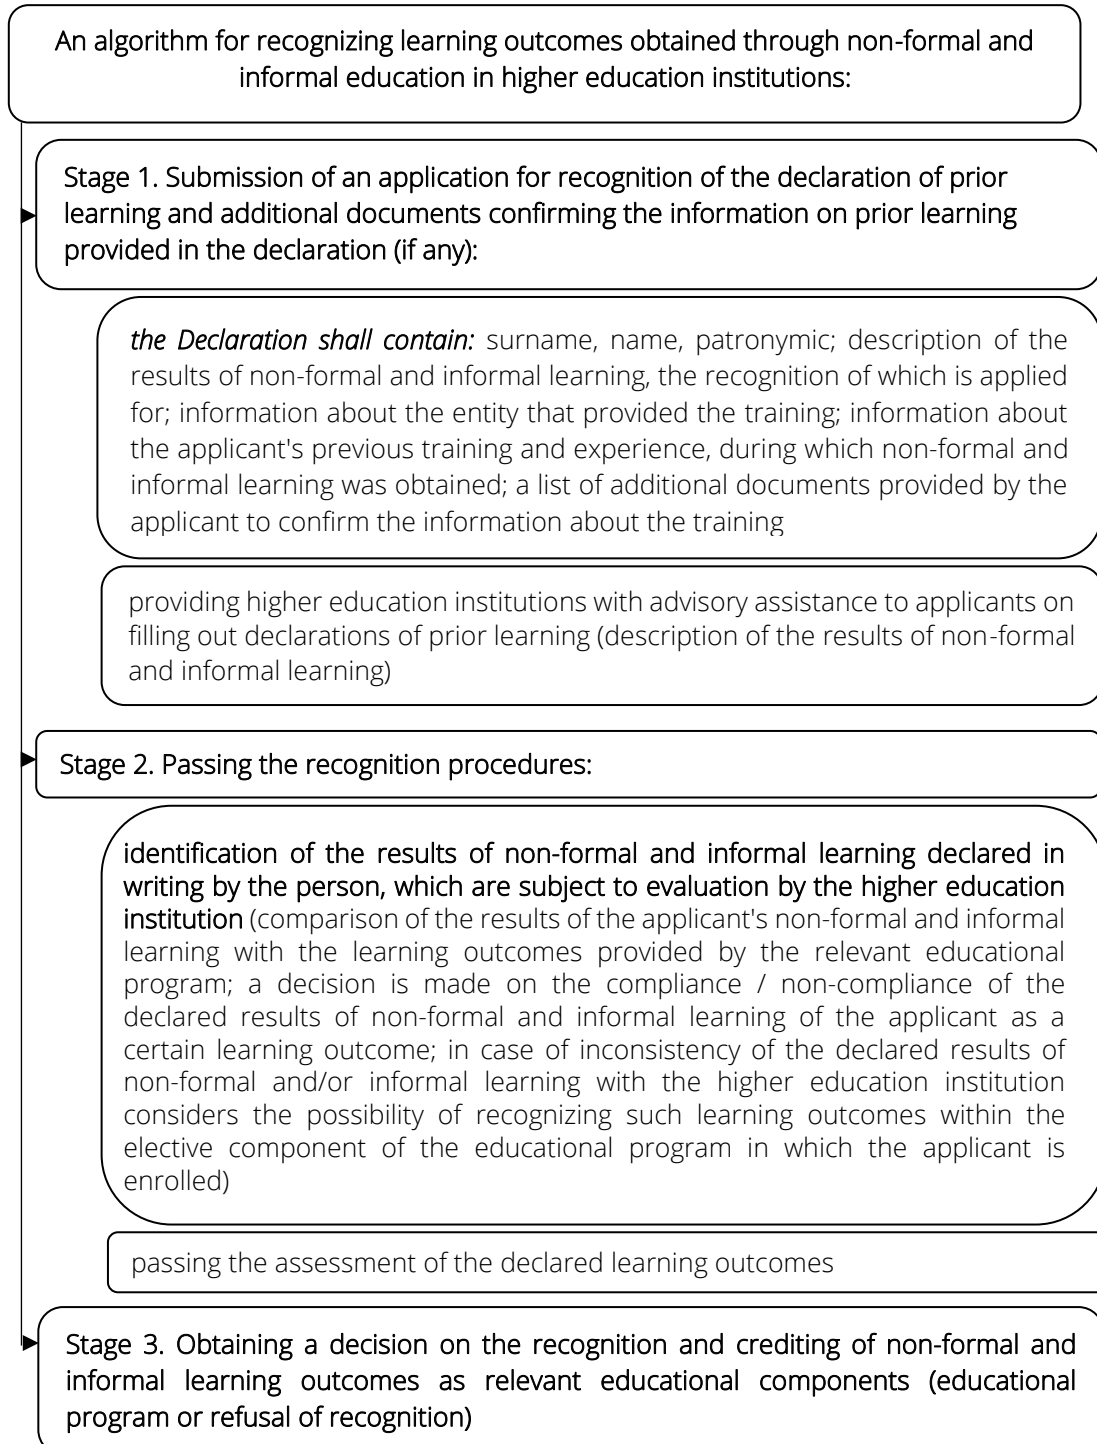 An algorithm for recognizing learning outcomes obtained through non-formal and
informal education in higher education institutions:
Stage 1. Submission of an application for recognition of the declaration of prior
learning and additional documents confirming the information on prior learning
provided in the declaration (if any):
the Declaration shall contain: surname, name, patronymic; description of the
results of non-formal and informal learning, the recognition of which is applied
for; information about the entity that provided the training; information about
the applicant's previous training and experience, during which non-formal and
informal learning was obtained; a list of additional documents provided by the
applicant to confirm the information about the training
providing higher education institutions with advisory assistance to applicants on
filling out declarations of prior learning (description of the results of non-formal
and informal learning)
Stage 2. Passing the recognition procedures:
identification of the results of non-formal and informal learning declared in
writing by the person, which are subject to evaluation by the higher education
institution (comparison of the results of the applicant's non-formal and informal
learning with the learning outcomes provided by the relevant educational
program; a decision is made on the compliance / non-compliance of the
declared results of non-formal and informal learning of the applicant as a
certain learning outcome; in case of inconsistency of the declared results of
non-formal and/or informal learning with the higher education institution
considers the possibility of recognizing such learning outcomes within the
elective component of the educational program in which the applicant is
enrolled)
passing the assessment of the declared learning outcomes
Stage 3. Obtaining a decision on the recognition and crediting of non-formal and
informal learning outcomes as relevant educational components (educational
program or refusal of recognition)